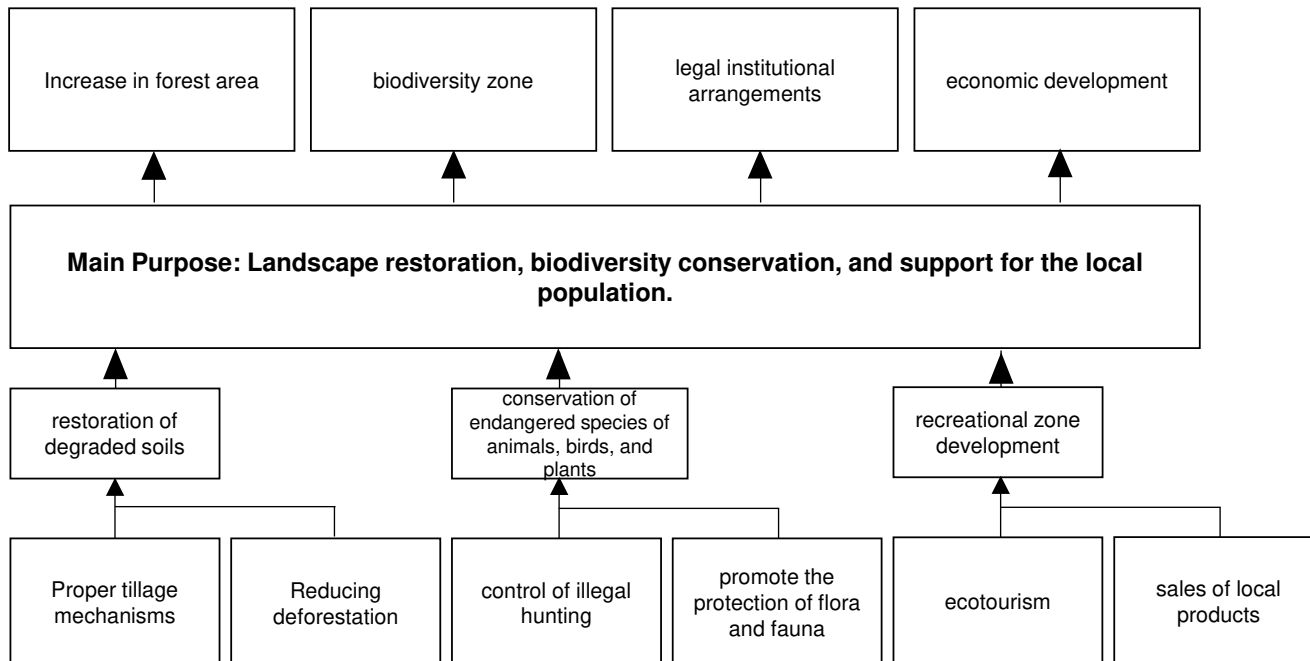 Increase in forest area
biodiversity zone
legal institutional
arrangements
economic development
Main Purpose: Landscape restoration, biodiversity conservation, and support for the local
population.
restoration of
degraded soils
conservation of
endangered species of
animals, birds, and
plants
recreational zone
development
Proper tillage
mechanisms
Reducing
deforestation
control of illegal
hunting
promote the
protection of flora
and fauna
ecotourism
sales of local
products